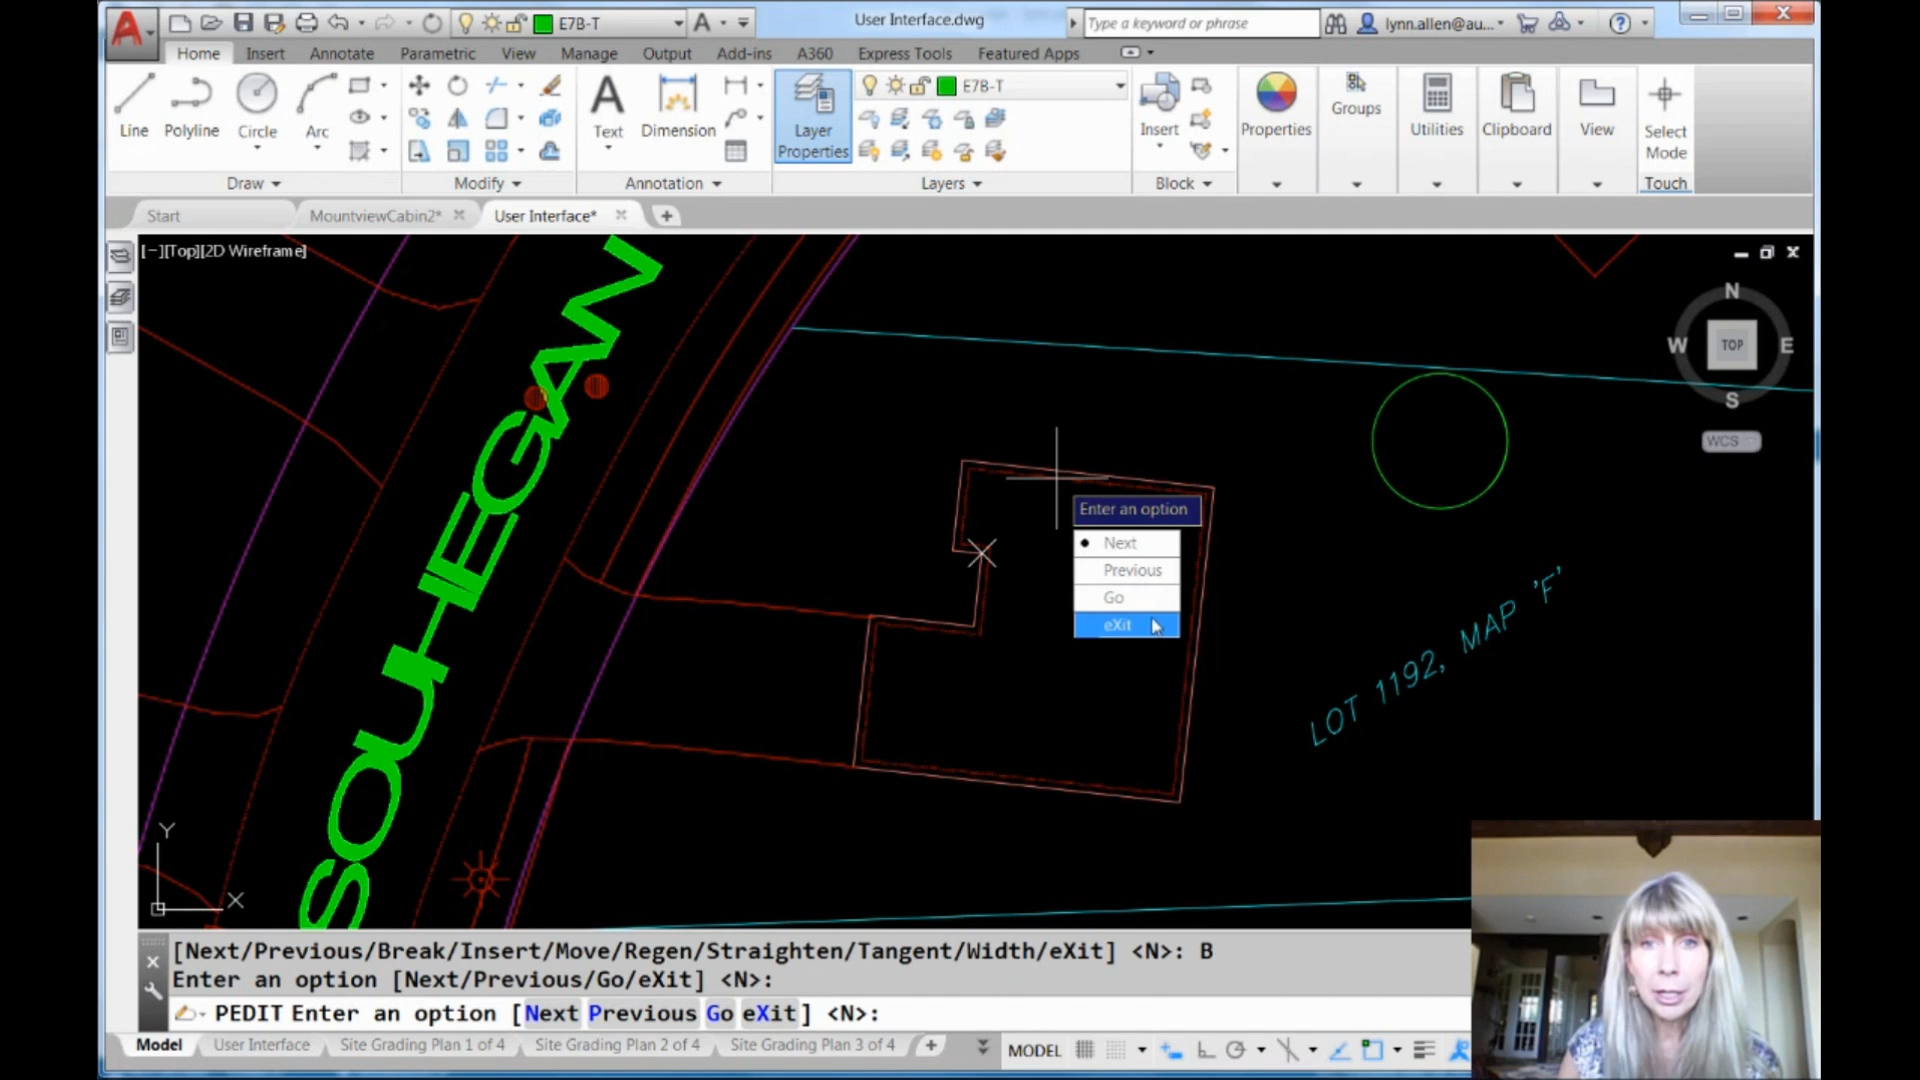 E7B-T
User Interface.dwg
Type a keyword or phrase
lynn.allen@au...
Home
Insert
Annotate
Parametric
View
Manage
Output
Add-ins
A360
Express Tools
Featured Apps
Line
Polyline
Circle
Arc
Text
Dimension
Layer
Properties
E7B-T
Insert
Properties
Groups
Utilities
Clipboard
View
Select
Mode
Draw
Modify
Annotation
Layers
Block
Touch
Start
MountviewCabin2*
User Interface*
[−][Top][2D Wireframe]
N
W
TOP
E
S
WCS
SOUHEGAN
Enter an option
Next
Previous
Go
eXit
LOT 1192, MAP 'F'
Y
X
[Next/Previous/Break/Insert/Move/Regen/Straighten/Tangent/Width/eXit] <N>: B
Enter an option [Next/Previous/Go/eXit] <N>:
PEDIT Enter an option [Next Previous Go eXit] <N>:
Model
User Interface
Site Grading Plan 1 of 4
Site Grading Plan 2 of 4
Site Grading Plan 3 of 4
MODEL